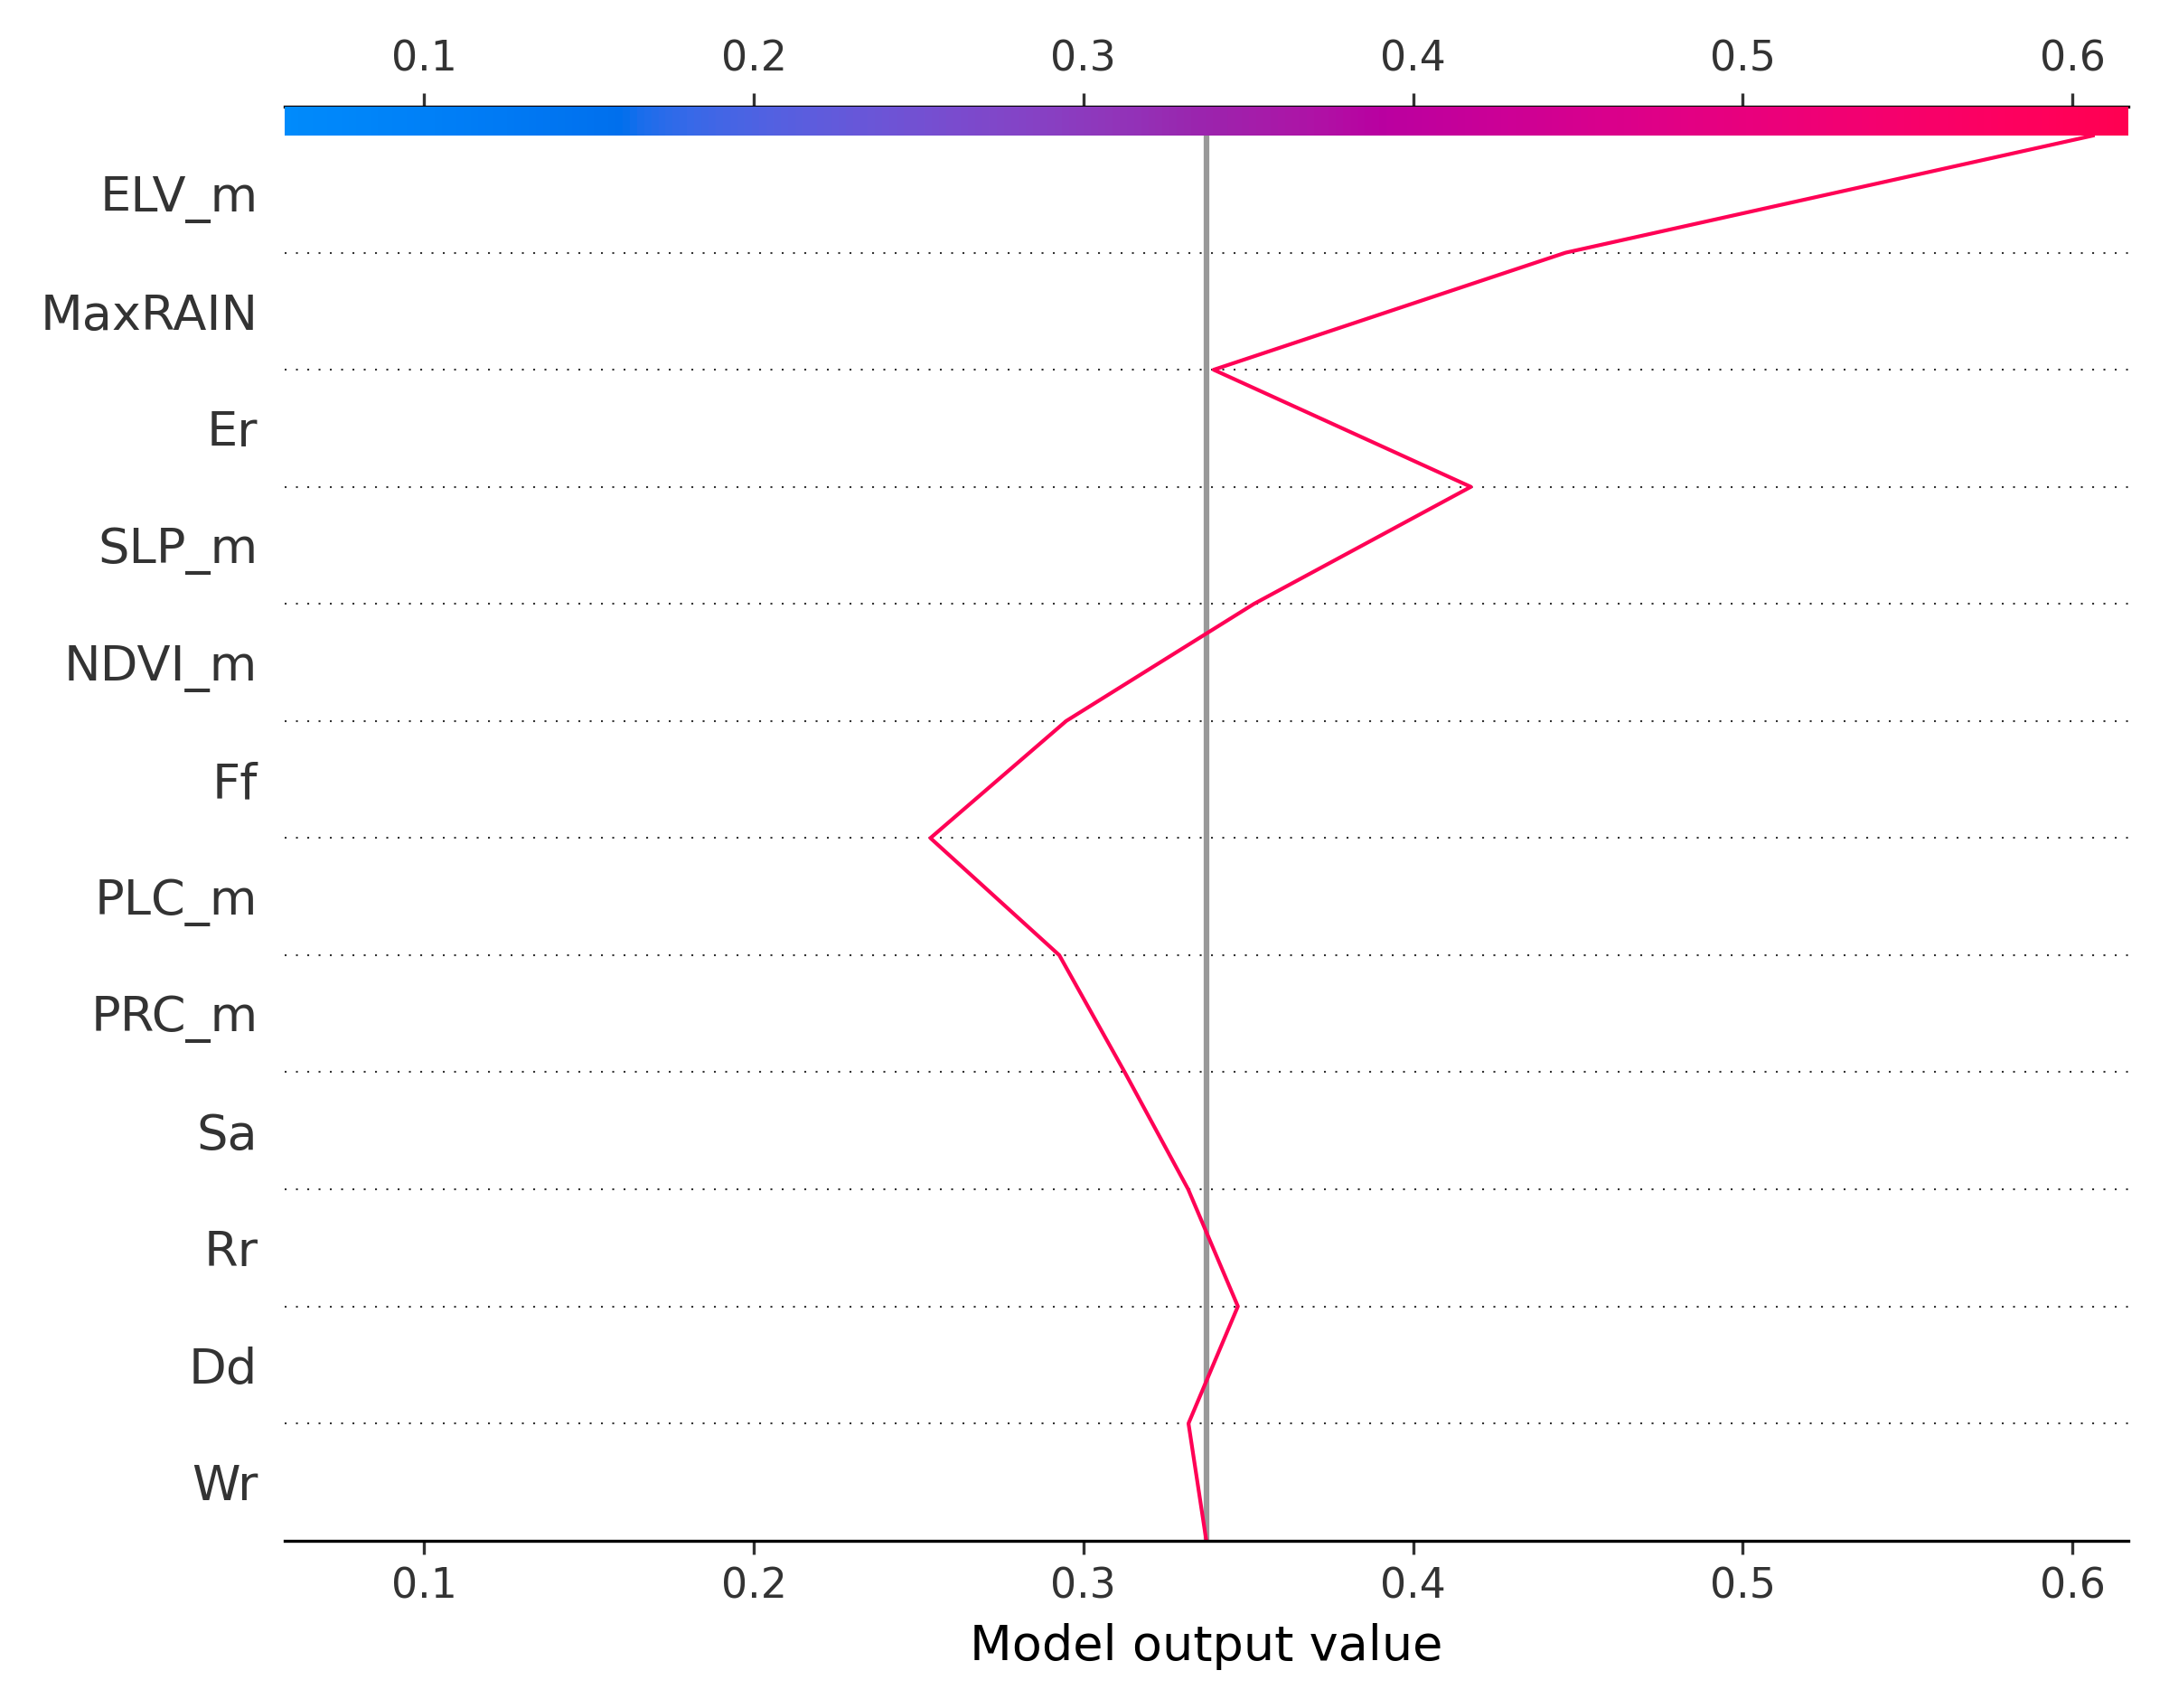 0.1 0.2 0.3 0.4 0.5 0.6
ELV_m
MaxRAIN
Er
SLP_m
NDVI_m
Ff
PLC_m
PRC_m
Sa
Rr
Dd
Wr
0.1 0.2 0.3 0.4 0.5 0.6
Model output value